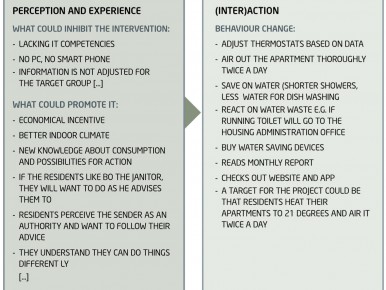 PERCEPTION AND EXPERIENCE
WHAT COULD INHIBIT THE INTERVENTION:
- LACKING IT COMPETENCIES
- NO PC, NO SMART PHONE
- INFORMATION IS NOT ADJUSTED FOR
THE TARGET GROUP [...]
WHAT COULD PROMOTE IT:
- ECONOMICAL INCENTIVE
- BETTER INDOOR CLIMATE
- NEW KNOWLEDGE ABOUT CONSUMPTION
AND POSSIBILITIES FOR ACTION
- IF THE RESIDENTS LIKE BO THE JANITOR,
THEY WILL WANT TO DO AS HE ADVISES
THEM TO
- RESIDENTS PERCEIVE THE SENDER AS AN
AUTHORITY AND WANT TO FOLLOW THEIR
ADVICE
- THEY UNDERSTAND THEY CAN DO THINGS
DIFFERENT LY
[...]
(INTER)ACTION
BEHAVIOUR CHANGE:
- ADJUST THERMOSTATS BASED ON DATA
- AIR OUT THE APARTMENT THOROUGHLY
TWICE A DAY
- SAVE ON WATER (SHORTER SHOWERS,
LESS WATER FOR DISH WASHING
- REACT ON WATER WASTE E.G. IF
RUNNING TOILET WILL GO TO THE
HOUSING ADMINISTRATION OFFICE
- BUY WATER SAVING DEVICES
- READS MONTHLY REPORT
- CHECKS OUT WEBSITE AND APP
- A TARGET FOR THE PROJECT COULD BE
THAT RESIDENTS HEAT THEIR
APARTMENTS TO 21 DEGREES AND AIR IT
TWICE A DAY